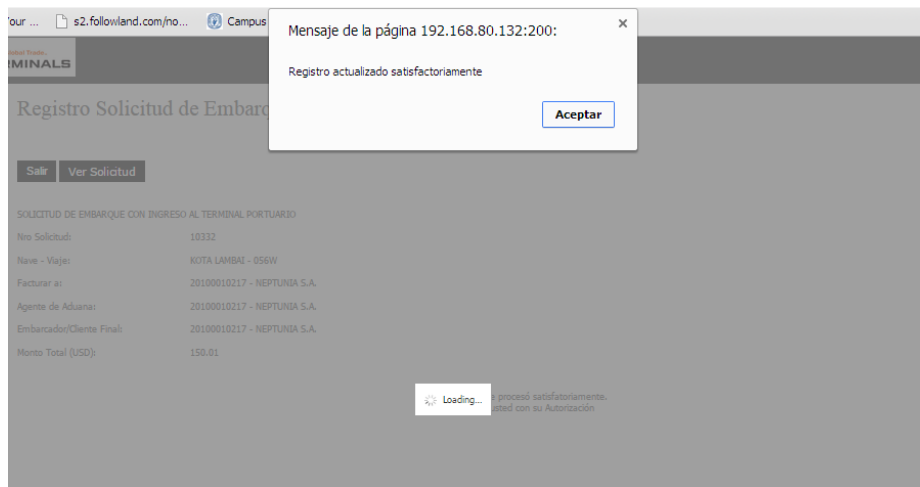 our ...
s2.followland.com/no...
Campus
Mensaje de la página 192.168.80.132:200:
×
Registro actualizado satisfactoriamente
Aceptar
MINALS
Registro Solicitud de Embarq
Salir
Ver Solicitud
SOLICITUD DE EMBARQUE CON INGRESO AL TERMINAL PORTUARIO
Nro Solicitud: 10332
Nave - Viaje: KOTA LAMBAI - 056W
Facturar a: 20100010217 - NEPTUNIA S.A.
Agente de Aduana: 20100010217 - NEPTUNIA S.A.
Embarcador/Cliente Final: 20100010217 - NEPTUNIA S.A.
Monto Total (USD): 150.01
Loading...
e procesó satisfatoriamente.
usted con su Autorización